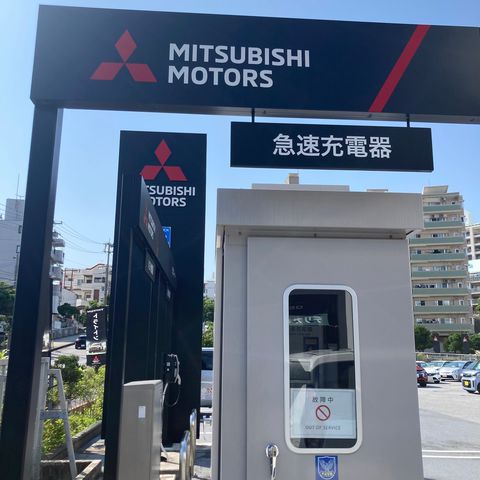 MITSUBISHI
MOTORS
急速充電器
MITSUBISHI
MOTORS
故障中
OUT OF SERVICE